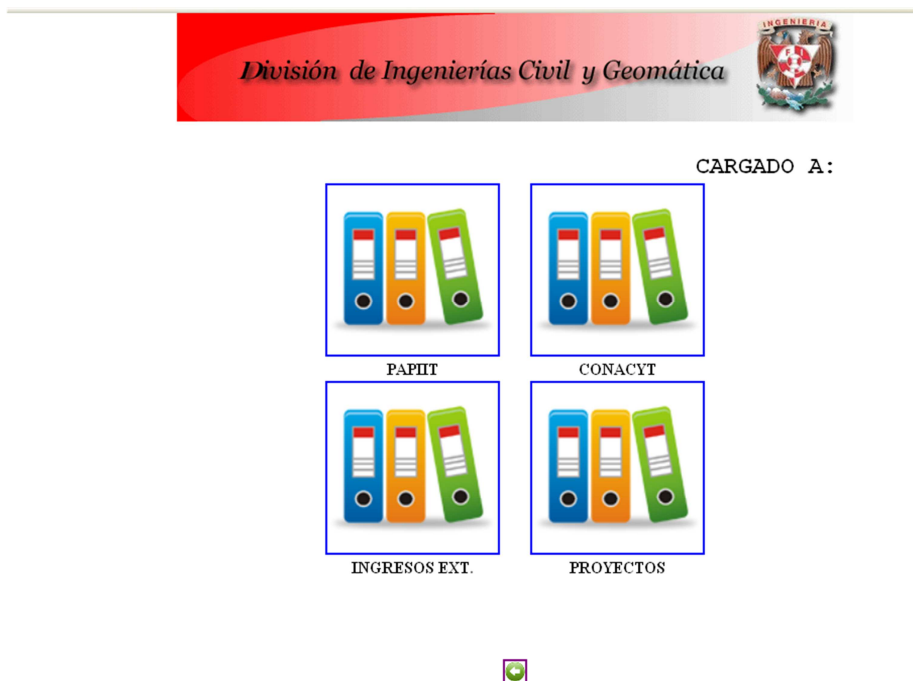 División de Ingenierías Civil y Geomática
INGENIERIA
CARGADO A:
PAPIIT
CONACYT
INGRESOS EXT.
PROYECTOS